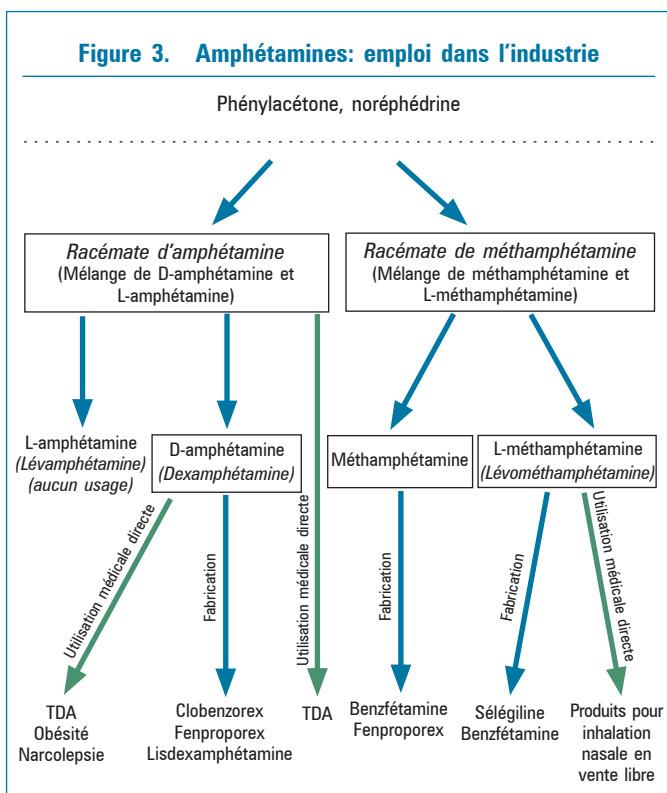 Figure 3. Amphétamines: emploi dans l'industrie
Phénylacétone, noréphédrine
Racémate d'amphétamine
(Mélange de D-amphétamine et
L-amphétamine)
Racémate de méthamphétamine
(Mélange de méthamphétamine et
L-méthamphétamine)
L-amphétamine
(Lévamphétamine)
(aucun usage)
D-amphétamine
(Dexamphétamine)
Méthamphétamine
L-méthamphétamine
(Lévométhamphétamine)
Utilisation médicale directe
Fabrication
Utilisation médicale directe
Fabrication
Fabrication
Utilisation médicale directe
TDA
Obésité
Narcolepsie
Clobenzorex
Fenproporex
Lisdexamphétamine
TDA
Benzfétamine
Fenproporex
Sélégiline
Benzfétamine
Produits pour
inhalation
nasale en
vente libre